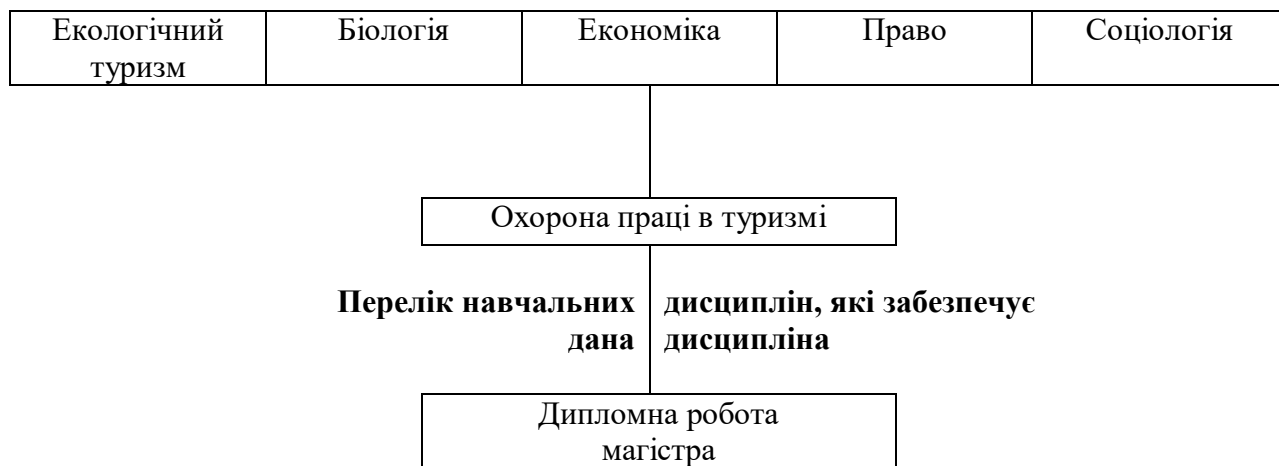 Екологічний туризм
Біологія
Економіка
Право
Соціологія
Охорона праці в туризмі
Перелік навчальних дисциплін, які забезпечує
дана дисципліна
Дипломна робота
магістра